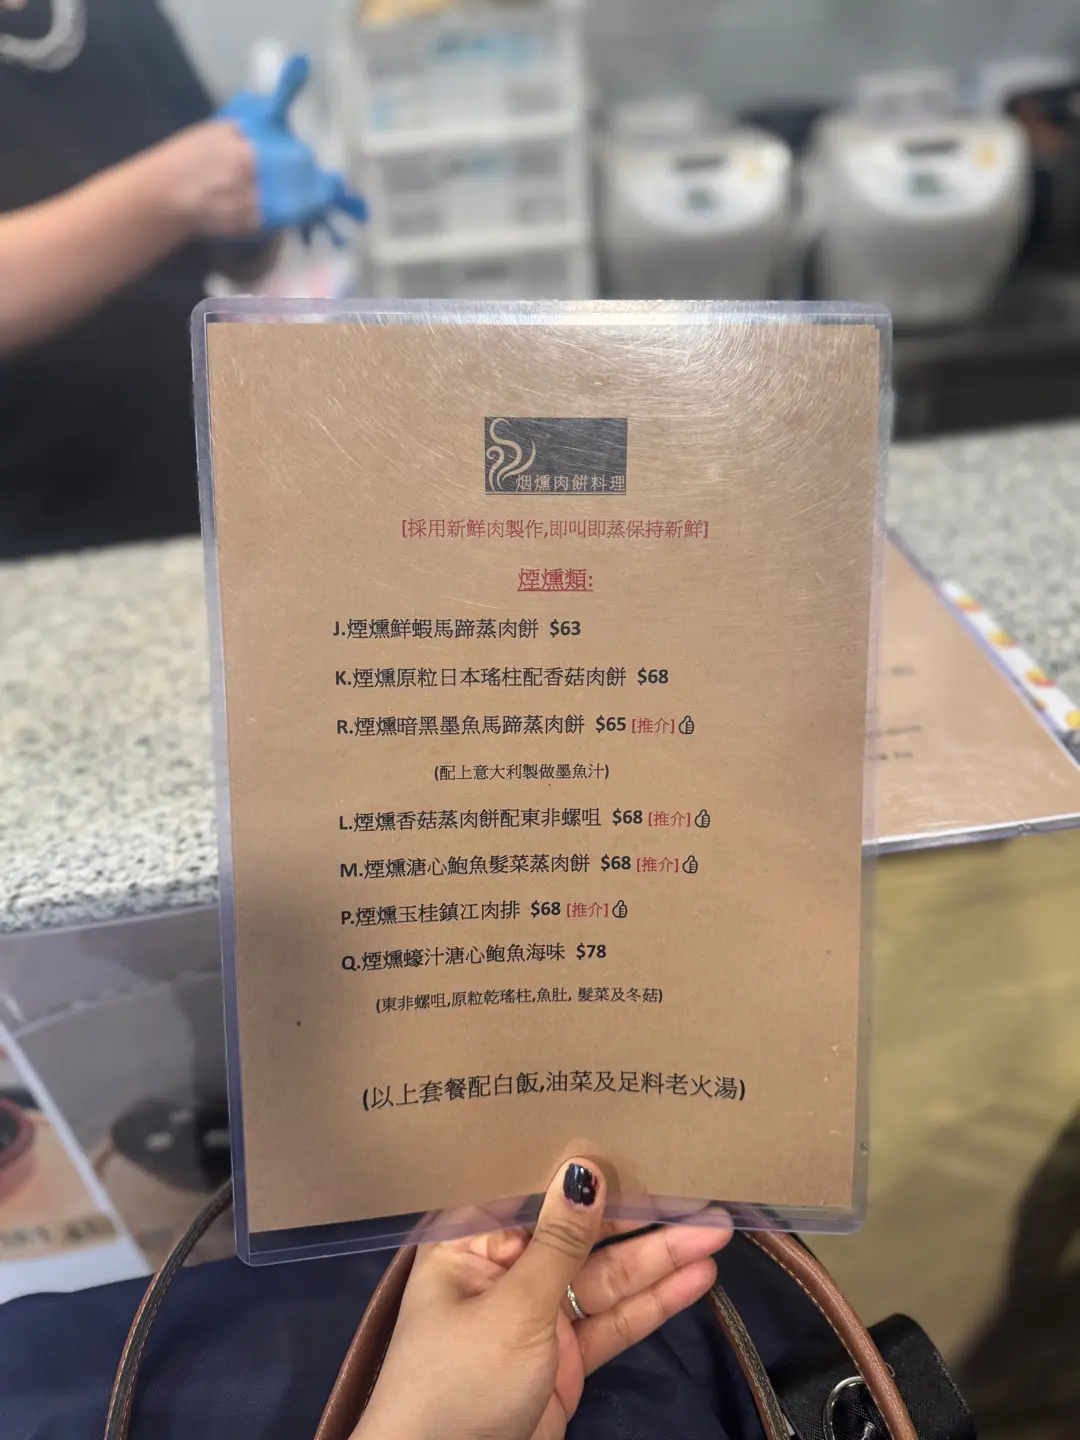 烟燻肉餅料理
[採用新鮮肉製作,即叫即蒸保持新鮮]
煙燻類:
J.煙燻鮮蝦馬蹄蒸肉餅 $63
K.煙燻原粒日本瑤柱配香菇肉餅 $68
R.煙燻暗黑墨魚馬蹄蒸肉餅 $65 [推介]
(配上意大利製做墨魚汁)
L.煙燻香菇蒸肉餅配東非螺咀 $68 [推介]
M.煙燻溏心鮑魚髮菜蒸肉餅 $68 [推介]
P.煙燻玉桂鎮江肉排 $68 [推介]
Q.煙燻蠔汁溏心鮑魚海味 $78
(東非螺咀,原粒乾瑤柱,魚肚, 髮菜及冬菇)
(以上套餐配白飯,油菜及足料老火湯)